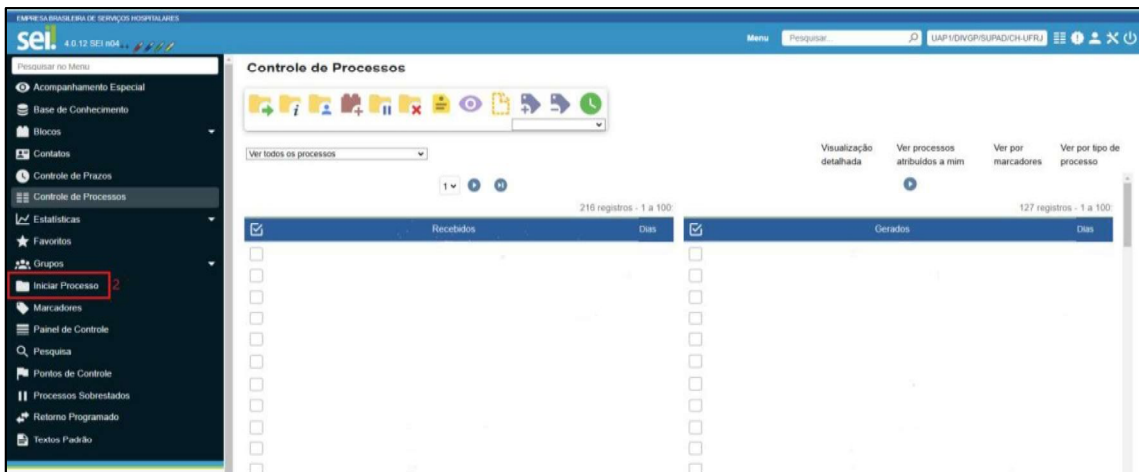 EMPRESA BRASILEIRA DE SERVIÇOS HOSPITALARES
sei. 4.0.12 SEI n04
Menu Pesquisar... UAP1/DIVGP/SUPAD/CH-UFRJ
Pesquisar no Menu
Acompanhamento Especial
Base de Conhecimento
Blocos
Contatos
Controle de Prazos
Controle de Processos
Estatísticas
Favoritos
Grupos
Iniciar Processo 2
Marcadores
Painel de Controle
Pesquisa
Pontos de Controle
Processos Sobrestados
Retorno Programado
Textos Padrão
Controle de Processos
Ver todos os processos
Visualização detalhada
Ver processos atribuídos a mim
Ver por marcadores
Ver por tipo de processo
1
216 registros - 1 a 100:
127 registros - 1 a 100:
Recebidos Dias
Gerados Dias